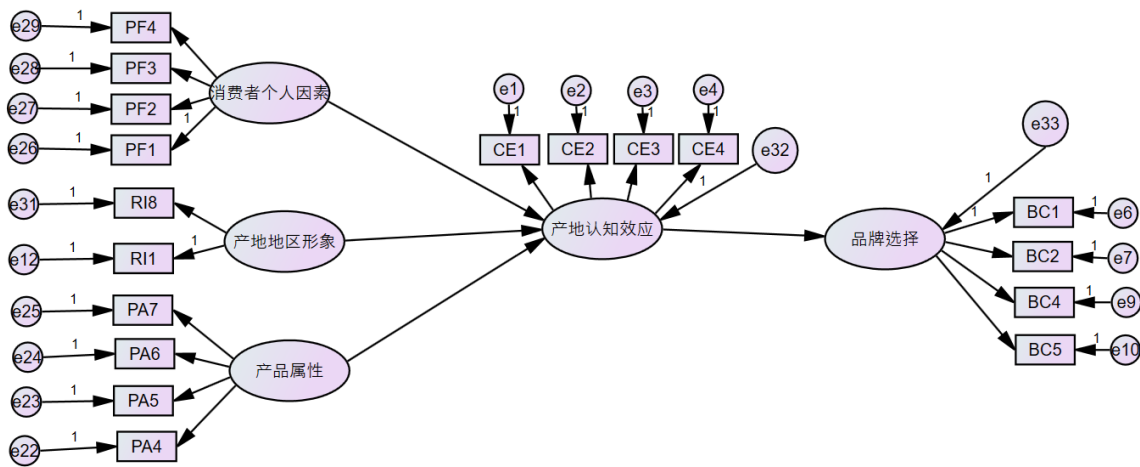 e29 1 PF4
e28 1 PF3
e27 1 PF2
e26 1 PF1
1
消费者个人因素
e31 1 RI8
e12 1 RI1
1
产地地区形象
e25 1 PA7
e24 1 PA6
e23 1 PA5
e22 1 PA4
产品属性
e1 e2 e3 e4
1 1 1 1
CE1 CE2 CE3 CE4
e32
1
产地认知效应
e33
1
品牌选择
1
BC1 1 e6
BC2 1 e7
BC4 1 e9
BC5 1 e10